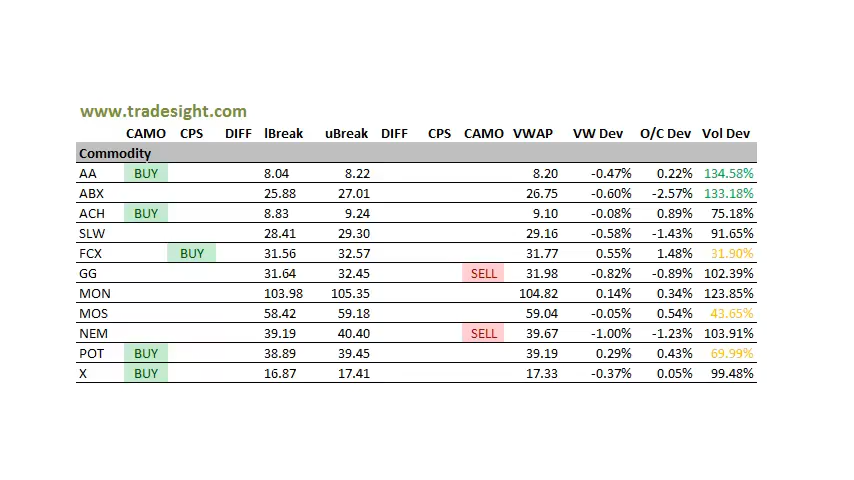 www.tradesight.com
CAMO CPS DIFF lBreak uBreak DIFF CPS CAMO VWAP VW Dev O/C Dev Vol Dev
Commodity
AA BUY 8.04 8.22 8.20 -0.47% 0.22% 134.58%
ABX 25.88 27.01 26.75 -0.60% -2.57% 133.18%
ACH BUY 8.83 9.24 9.10 -0.08% 0.89% 75.18%
SLW 28.41 29.30 29.16 -0.58% -1.43% 91.65%
FCX BUY 31.56 32.57 31.77 0.55% 1.48% 31.90%
GG 31.64 32.45 SELL 31.98 -0.82% -0.89% 102.39%
MON 103.98 105.35 104.82 0.14% 0.34% 123.85%
MOS 58.42 59.18 59.04 -0.05% 0.54% 43.65%
NEM 39.19 40.40 SELL 39.67 -1.00% -1.23% 103.91%
POT BUY 38.89 39.45 39.19 0.29% 0.43% 69.99%
X BUY 16.87 17.41 17.33 -0.37% 0.05% 99.48%